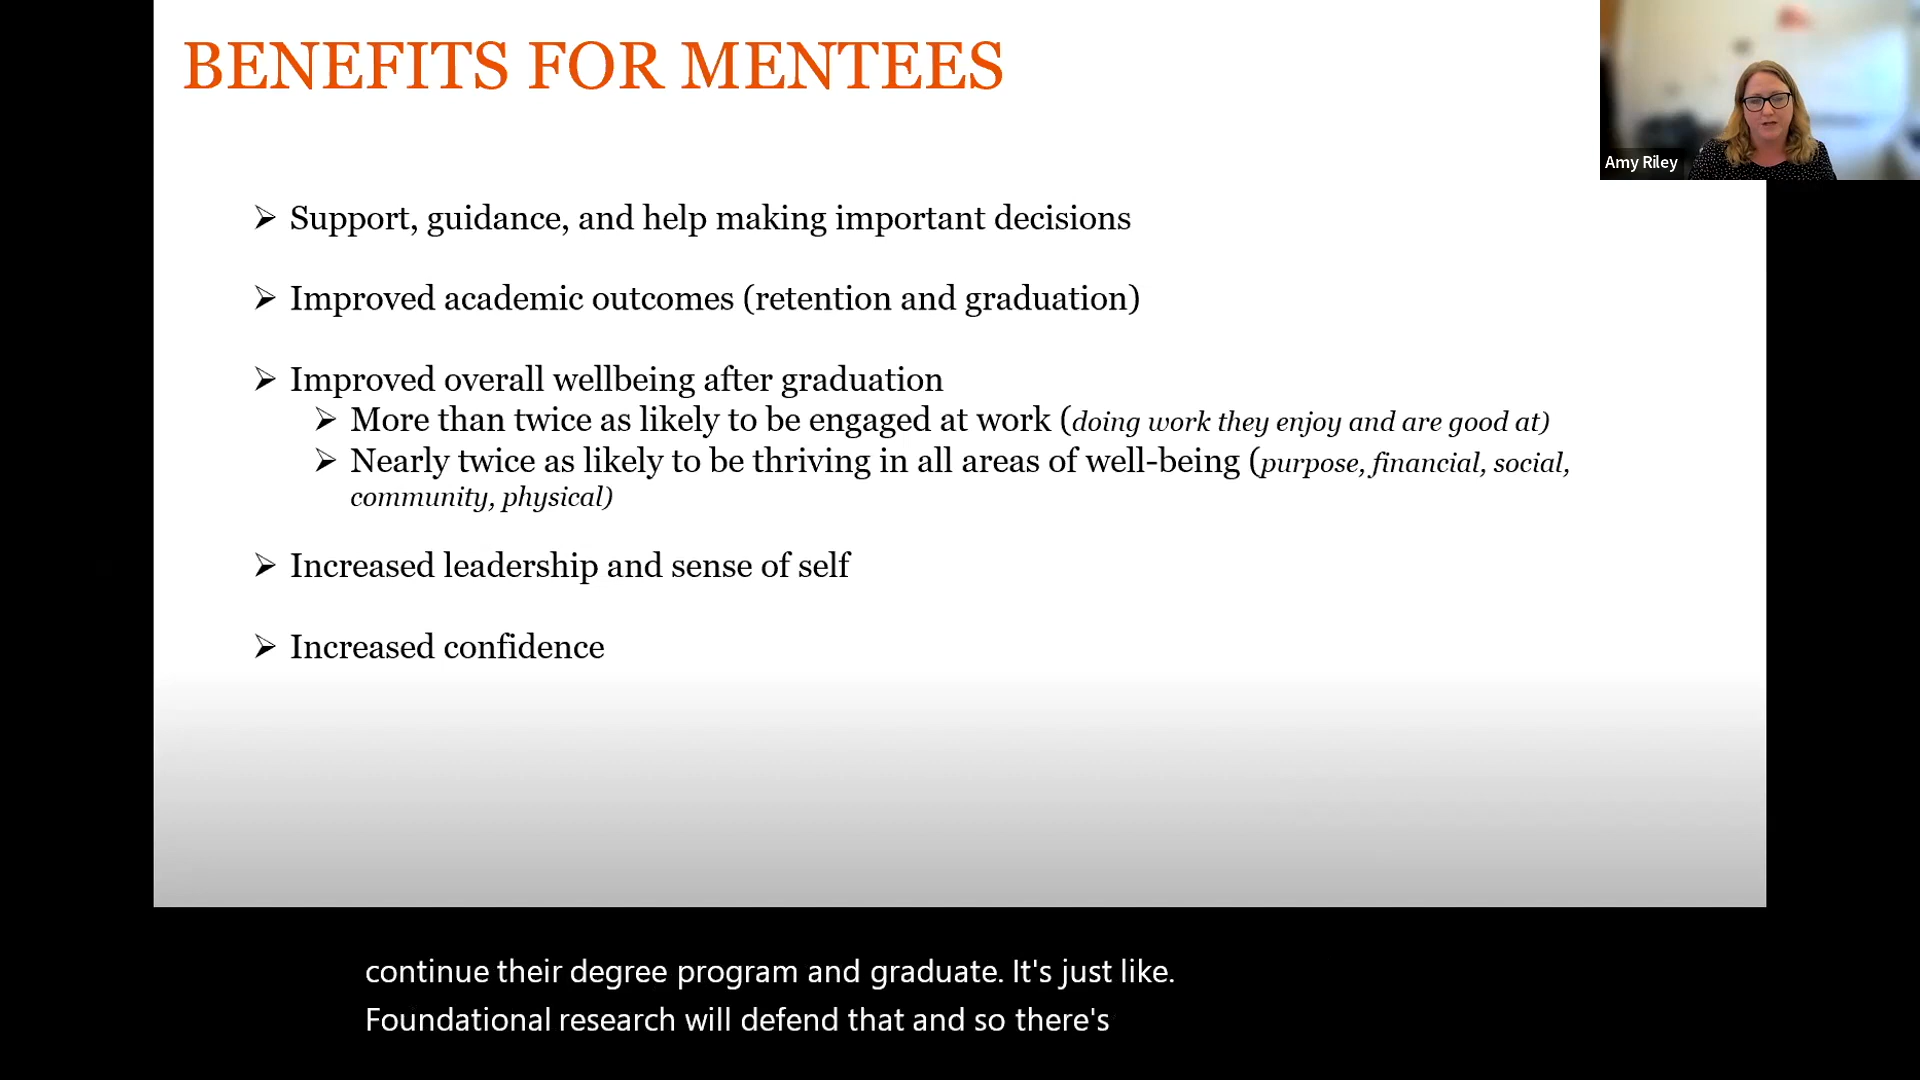 BENEFITS FOR MENTEES
Amy Riley
Support, guidance, and help making important decisions
Improved academic outcomes (retention and graduation)
Improved overall wellbeing after graduation
More than twice as likely to be engaged at work (doing work they enjoy and are good at)
Nearly twice as likely to be thriving in all areas of well-being (purpose, financial, social,
community, physical)
Increased leadership and sense of self
Increased confidence
continue their degree program and graduate. It's just like.
Foundational research will defend that and so there's